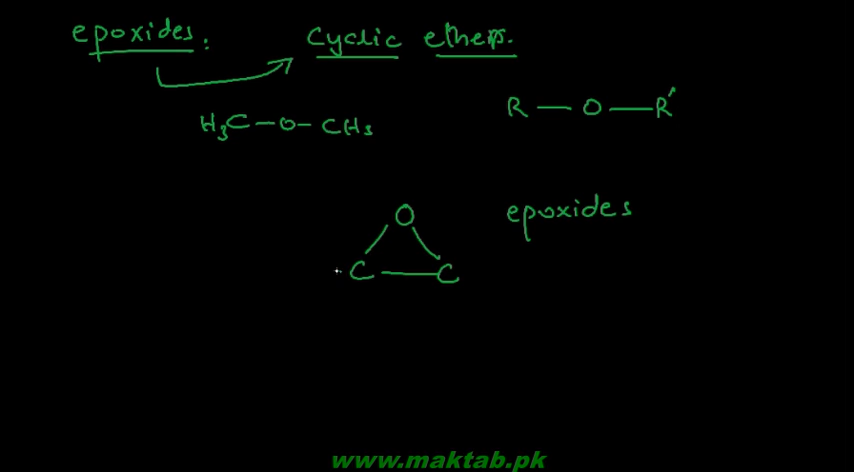 epoxides. cyclic ethers.
H3C-O-CH3 R-O-R'
O epoxides
C-C
www.maktab.pk